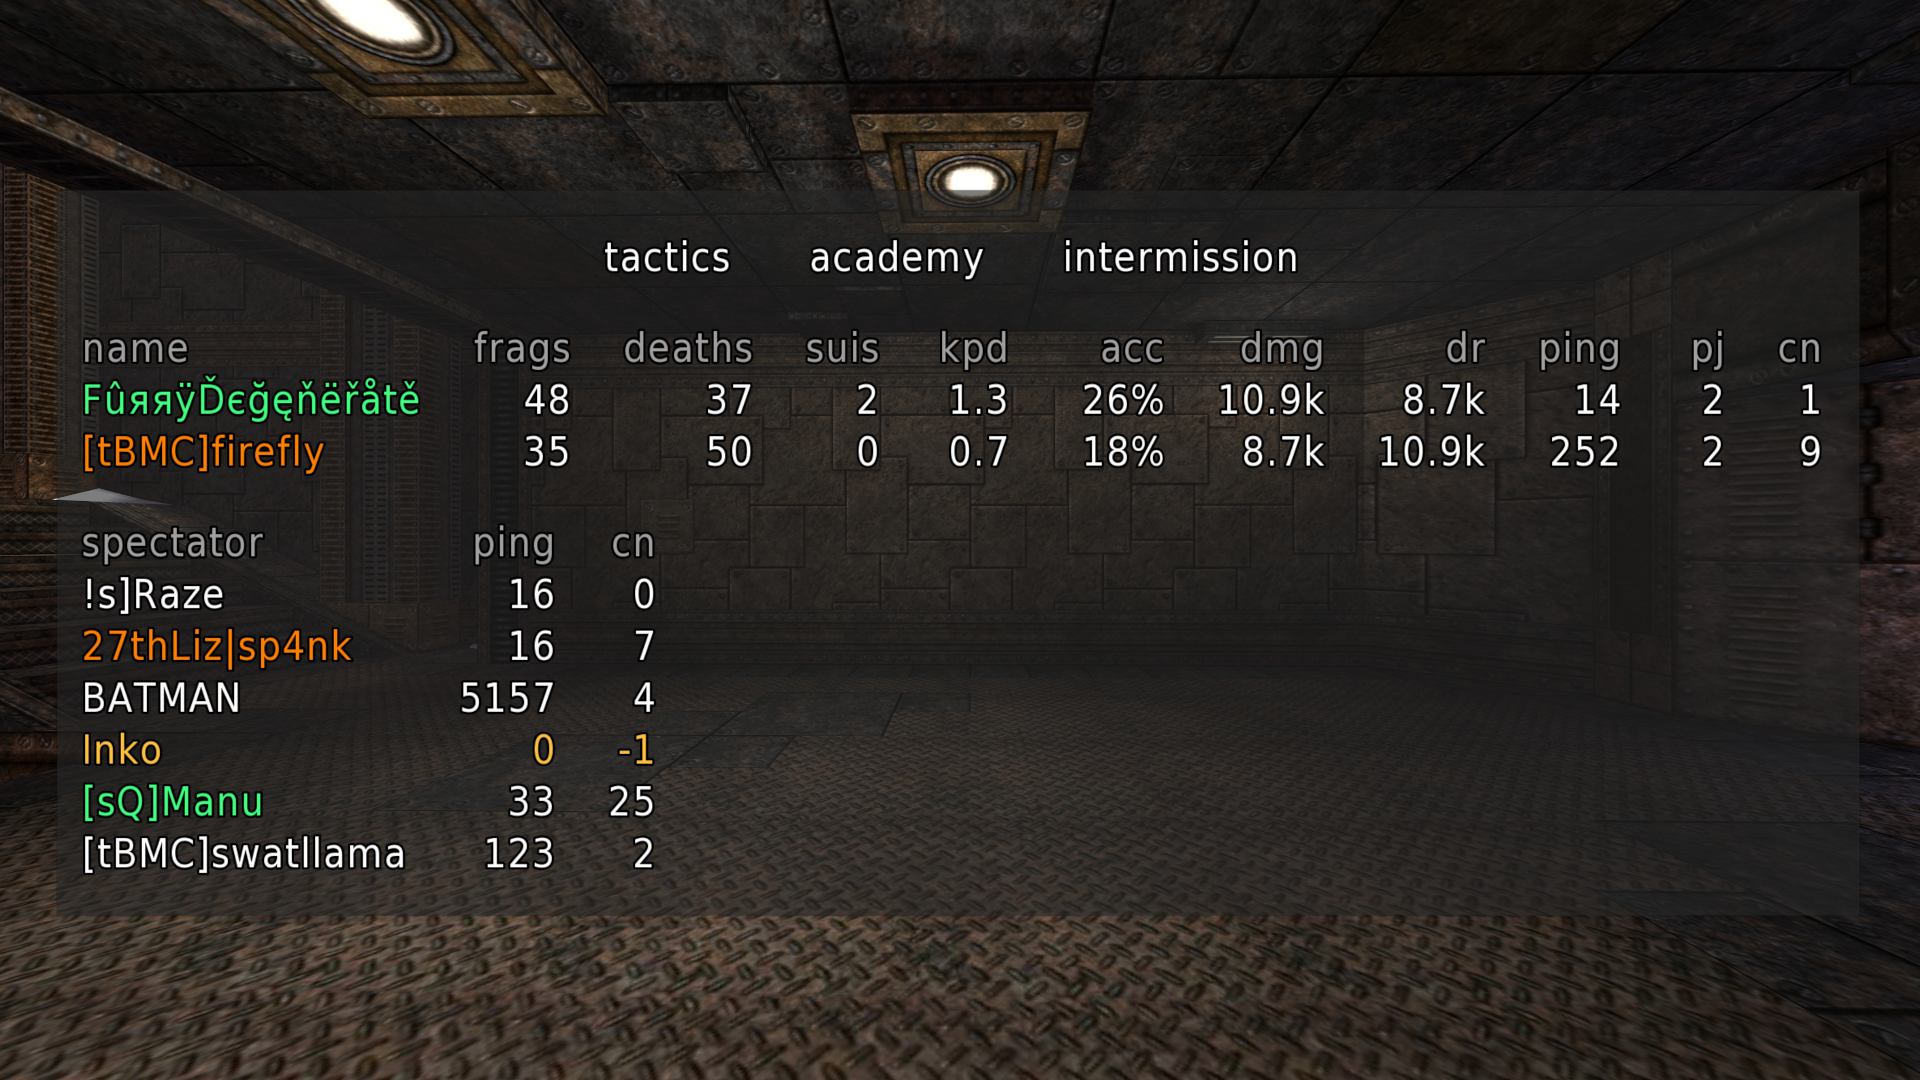 tactics academy intermission
name frags deaths suis kpd acc dmg dr ping pj cn
FûяяÿĎєğęňëřåtě 48 37 2 1.3 26% 10.9k 8.7k 14 2 1
[tBMC]firefly 35 50 0 0.7 18% 8.7k 10.9k 252 2 9
spectator ping cn
!s]Raze 16 0
27thLiz|sp4nk 16 7
BATMAN 5157 4
Inko 0 -1
[sQ]Manu 33 25
[tBMC]swatllama 123 2